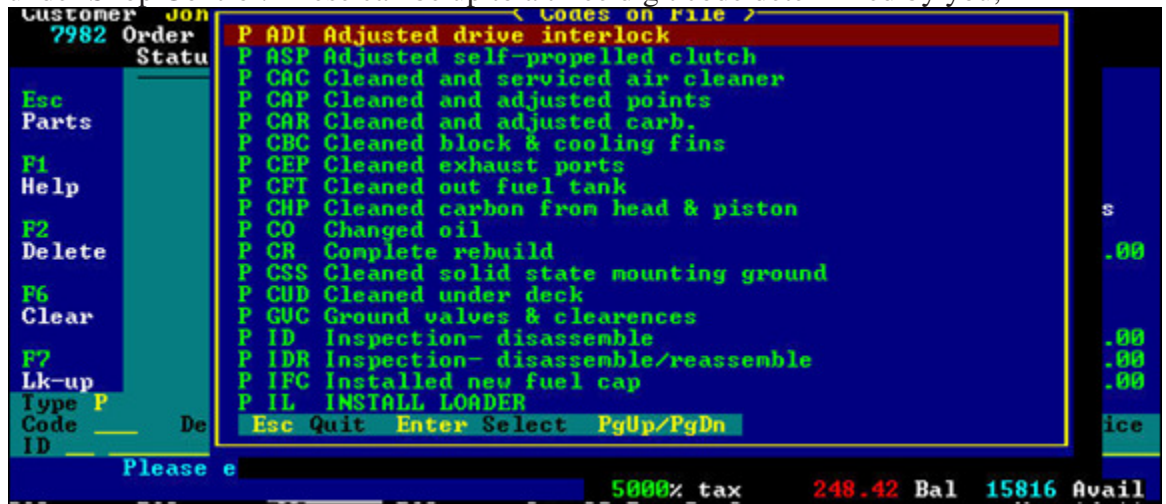 Customer Jon
< Codes on File >
7982 Order
Statu
P ADI Adjusted drive interlock
P ASP Adjusted self-propelled clutch
P CAC Cleaned and serviced air cleaner
P CAP Cleaned and adjusted points
P CAR Cleaned and adjusted carb.
P CBC Cleaned block & cooling fins
P CEP Cleaned exhaust ports
P CFT Cleaned out fuel tank
P CHP Cleaned carbon from head & piston
P CO Changed oil
P CR Complete rebuild
P CSS Cleaned solid state mounting ground
P CUD Cleaned under deck
P GVC Ground valves & clearences
P ID Inspection- disassemble
P IDR Inspection- disassemble/reassemble
P IFC Installed new fuel cap
P IL INSTALL LOADER
Esc Quit Enter Select PgUp/PgDn
Esc
Parts
F1
Help
F2
Delete
F6
Clear
F7
Lk-up
Type P
Code ___ De
ID __
s
.00
.00
.00
.00
ice
Please e
5000% tax 248.42 Bal 15816 Avail